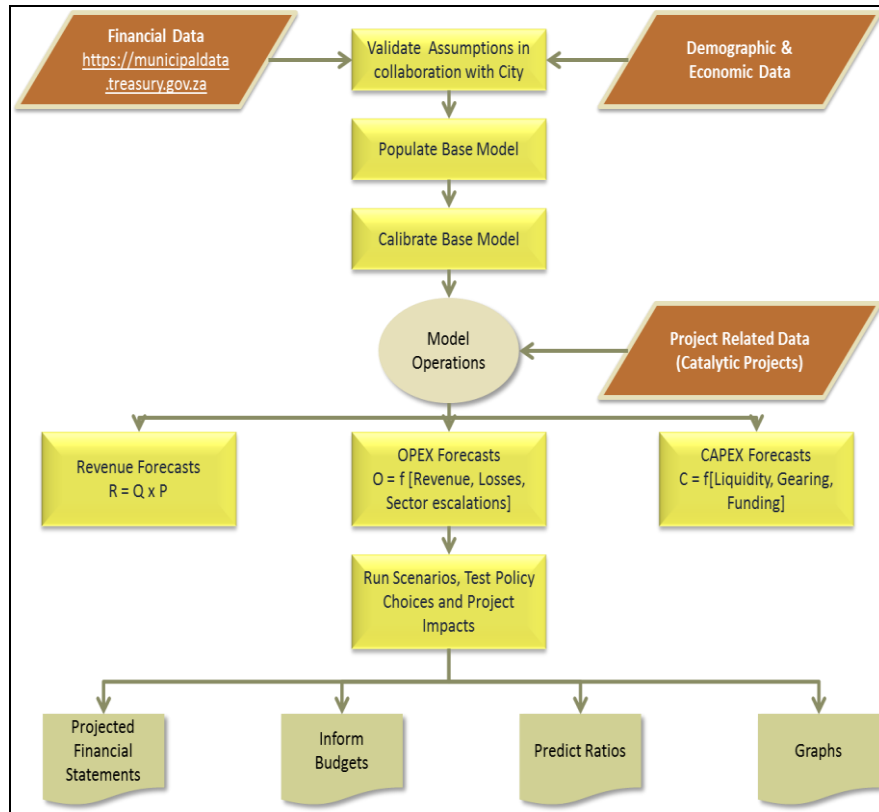 Financial Data
https://municipaldata
.treasury.gov.za
Validate Assumptions in
collaboration with City
Demographic &
Economic Data
Populate Base Model
Calibrate Base Model
Model
Operations
Project Related Data
(Catalytic Projects)
Revenue Forecasts
R = Q x P
OPEX Forecasts
O = f [Revenue, Losses,
Sector escalations]
CAPEX Forecasts
C = f[Liquidity, Gearing,
Funding]
Run Scenarios, Test Policy
Choices and Project
Impacts
Projected
Financial
Statements
Inform
Budgets
Predict Ratios
Graphs